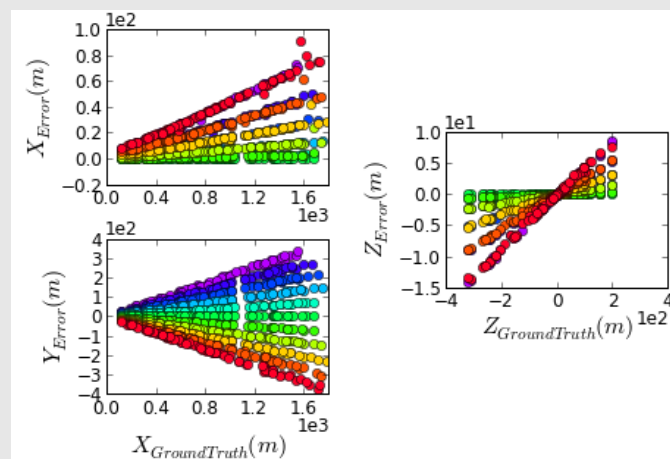 1e2
1.0
0.8
0.6
0.4
0.2
0.0
−0.2
X_Error(m)
0.0 0.4 0.8 1.2 1.6
1e3
1e2
4
3
2
1
0
−1
−2
−3
−4
Y_Error(m)
0.0 0.4 0.8 1.2 1.6
1e3
X_GroundTruth(m)
1e1
1.0
0.5
0.0
−0.5
−1.0
−1.5
Z_Error(m)
−4 −2 0 2 4
1e2
Z_GroundTruth(m)